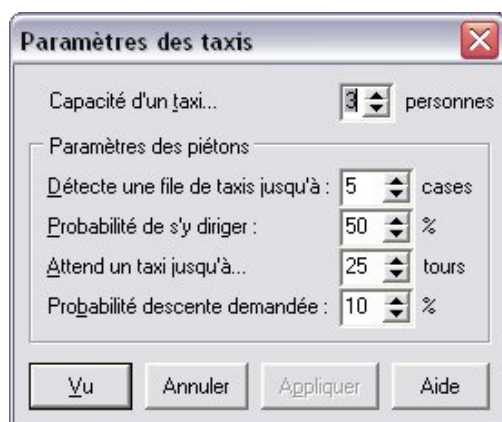 Paramètres des taxis
Capacité d'un taxi... 3 personnes
Paramètres des piétons
Détecte une file de taxis jusqu'à : 5 cases
Probabilité de s'y diriger : 50 %
Attend un taxi jusqu'à... 25 tours
Probabilité descente demandée : 10 %
Vu Annuler Appliquer Aide